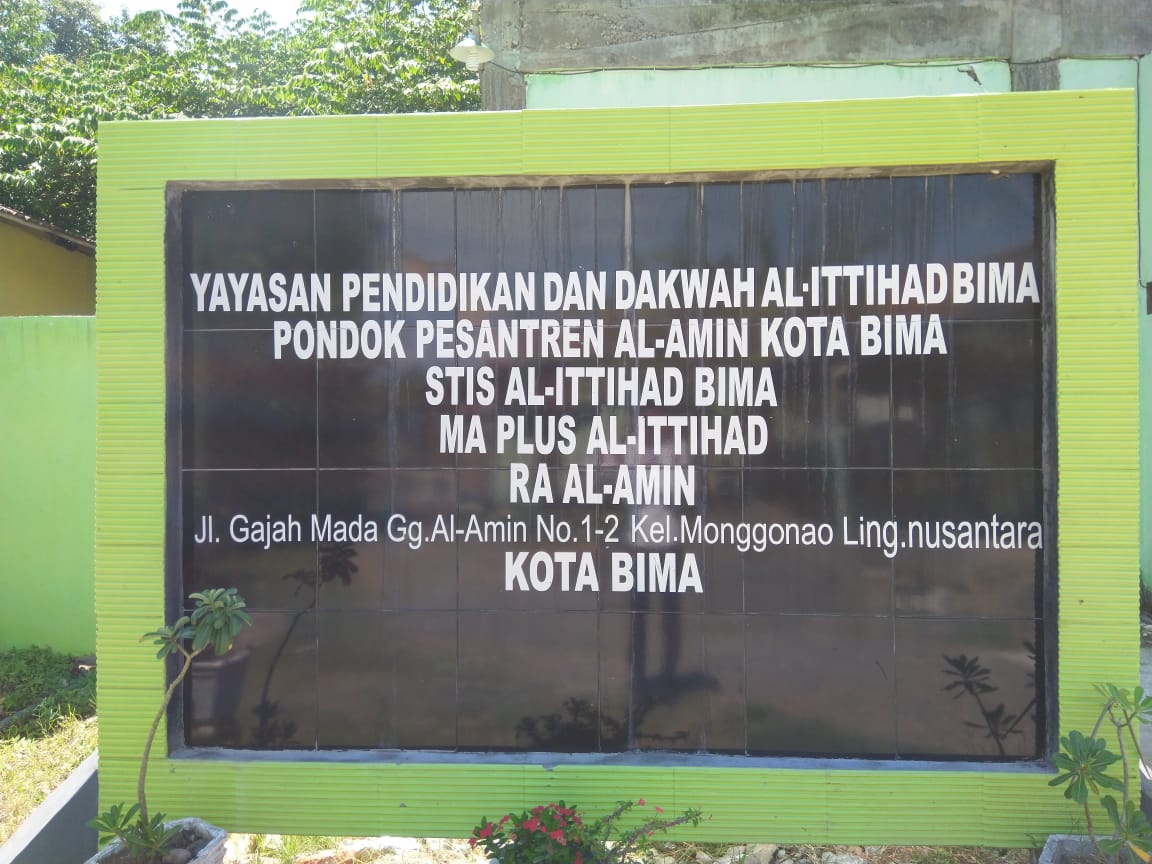 YAYASAN PENDIDIKAN DAN DAKWAH AL-ITTIHAD BIMA
PONDOK PESANTREN AL-AMIN KOTA BIMA
STIS AL-ITTIHAD BIMA
MA PLUS AL-ITTIHAD
RA AL-AMIN
Jl. Gajah Mada Gg.Al-Amin No.1-2 Kel.Monggonao Ling.nusantara
KOTA BIMA